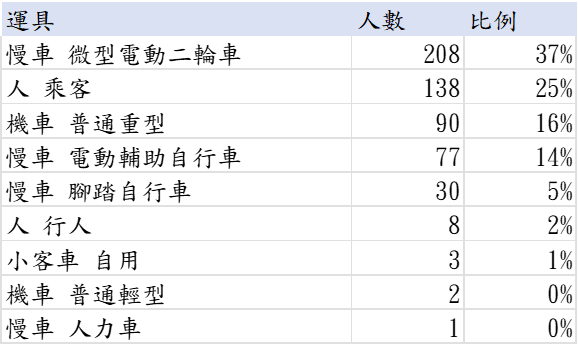 運具 人數 比例
慢車 微型電動二輪車 208 37%
人 乘客 138 25%
機車 普通重型 90 16%
慢車 電動輔助自行車 77 14%
慢車 腳踏自行車 30 5%
人 行人 8 2%
小客車 自用 3 1%
機車 普通輕型 2 0%
慢車 人力車 1 0%